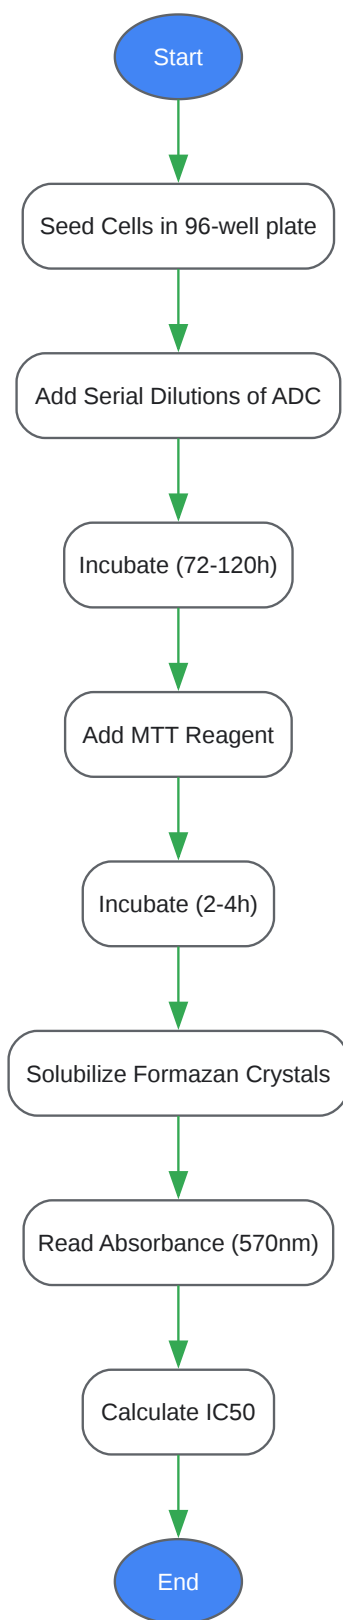 Start
Seed Cells in 96-well plate
Add Serial Dilutions of ADC
Incubate (72-120h)
Add MTT Reagent
Incubate (2-4h)
Solubilize Formazan Crystals
Read Absorbance (570nm)
Calculate IC50
End